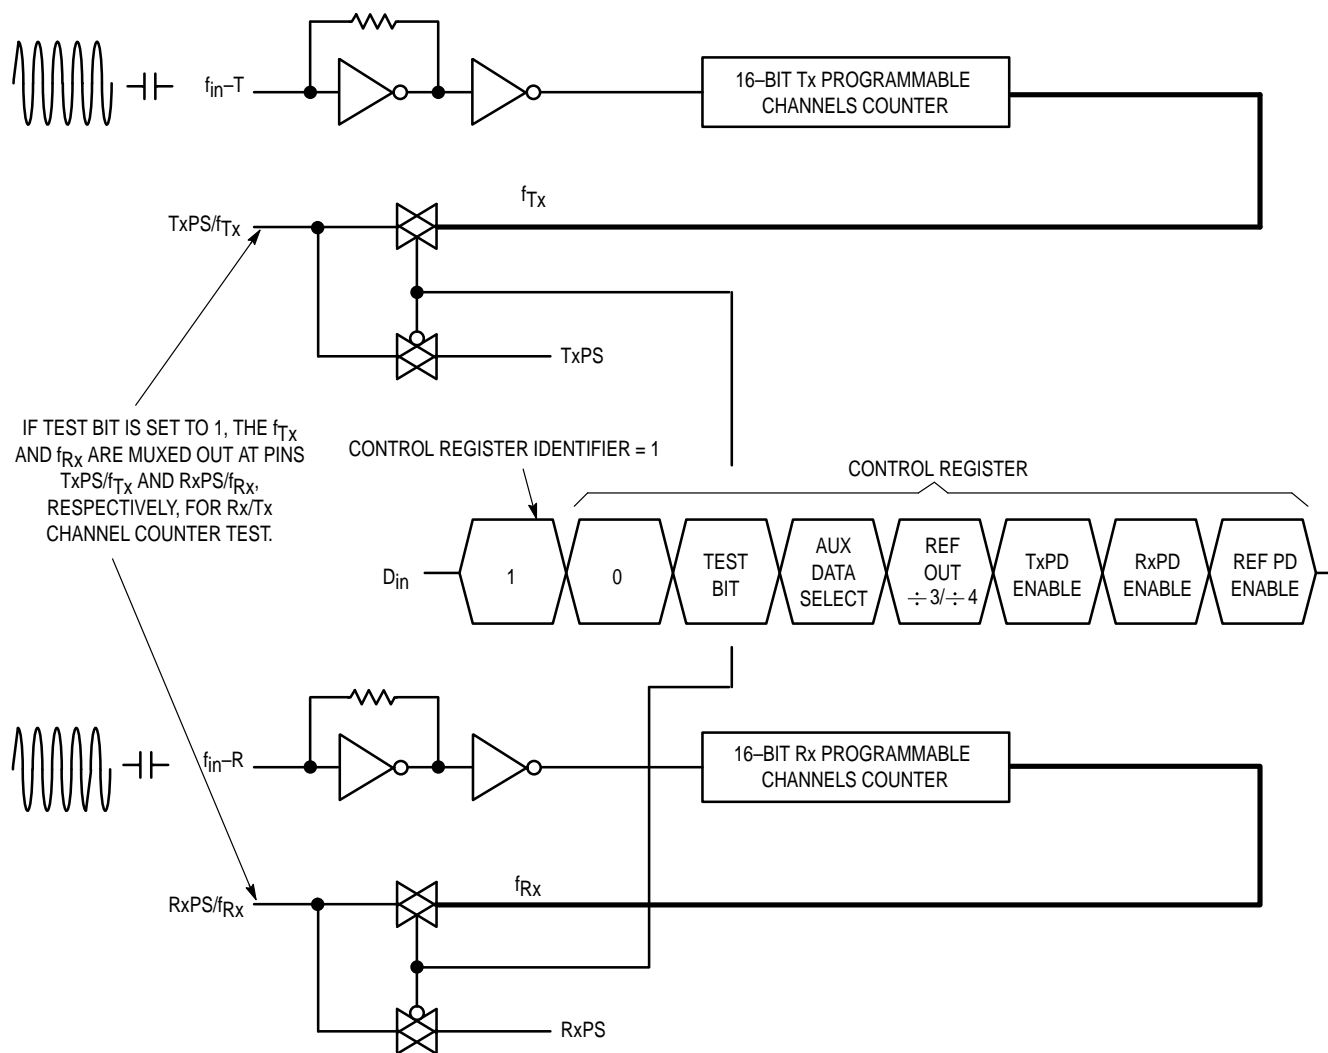 fin–T
16–BIT Tx PROGRAMMABLE
CHANNELS COUNTER
TxPS/fTx
fTx
TxPS
IF TEST BIT IS SET TO 1, THE fTx
AND fRx ARE MUXED OUT AT PINS
TxPS/fTx AND RxPS/fRx,
RESPECTIVELY, FOR Rx/Tx
CHANNEL COUNTER TEST.
CONTROL REGISTER IDENTIFIER = 1
CONTROL REGISTER
Din
1
0
TEST
BIT
AUX
DATA
SELECT
REF
OUT
÷3/÷4
TxPD
ENABLE
RxPD
ENABLE
REF PD
ENABLE
fin–R
16–BIT Rx PROGRAMMABLE
CHANNELS COUNTER
RxPS/fRx
fRx
RxPS